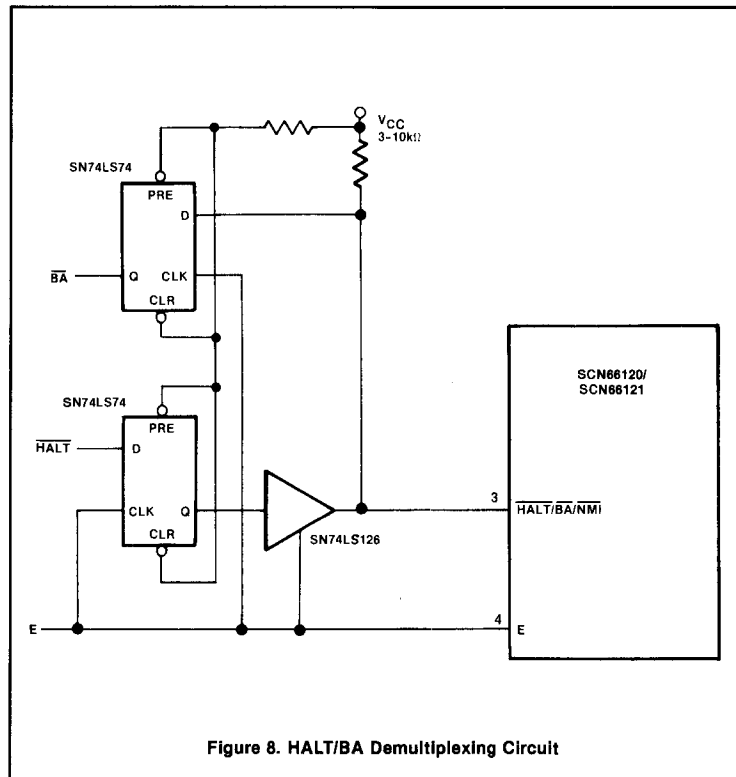 VCC
3-10kΩ
SN74LS74
PRE
D
BA
Q
CLK
CLR
SN74LS74
PRE
HALT
D
CLK
Q
CLR
SN74LS126
SCN66120/
SCN66121
3
HALT/BA/NMI
E
4
E
Figure 8. HALT/BA Demultiplexing Circuit